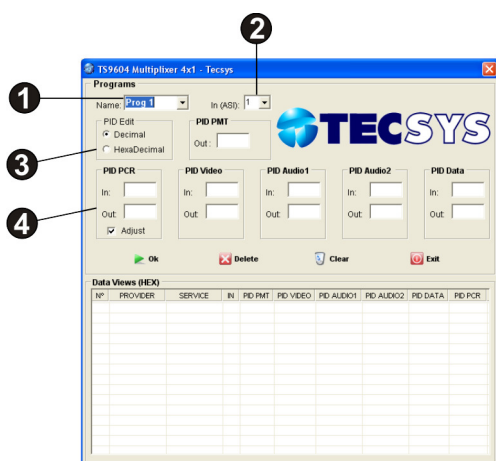 2
1
TS9604 Multiplixer 4x1 - Tecsys
Programs
Name: Prog 1 In (ASI): 1
PID Edit PID PMT
Decimal
Out :
HexaDecimal
TECSYS
3
PID PCR PID Video PID Audio1 PID Audio2 PID Data
In: In: In: In: In:
4
Out: Out: Out: Out: Out:
Adjust
Ok Delete Clear Exit
Data Views (HEX)
Nº PROVIDER SERVICE IN PID PMT PID VIDEO PID AUDIO1 PID AUDIO2 PID DATA PID PCR